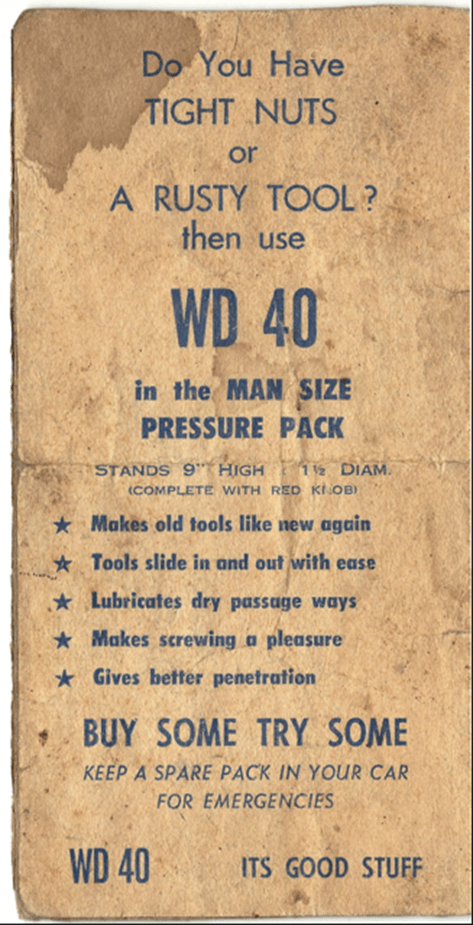 Do You Have
TIGHT NUTS
or
A RUSTY TOOL?
then use
WD 40
in the MAN SIZE
PRESSURE PACK
STANDS 9" HIGH : 1½ DIAM.
(COMPLETE WITH RED KNOB)
★ Makes old tools like new again
★ Tools slide in and out with ease
★ Lubricates dry passage ways
★ Makes screwing a pleasure
★ Gives better penetration
BUY SOME TRY SOME
KEEP A SPARE PACK IN YOUR CAR
FOR EMERGENCIES
WD 40 ITS GOOD STUFF